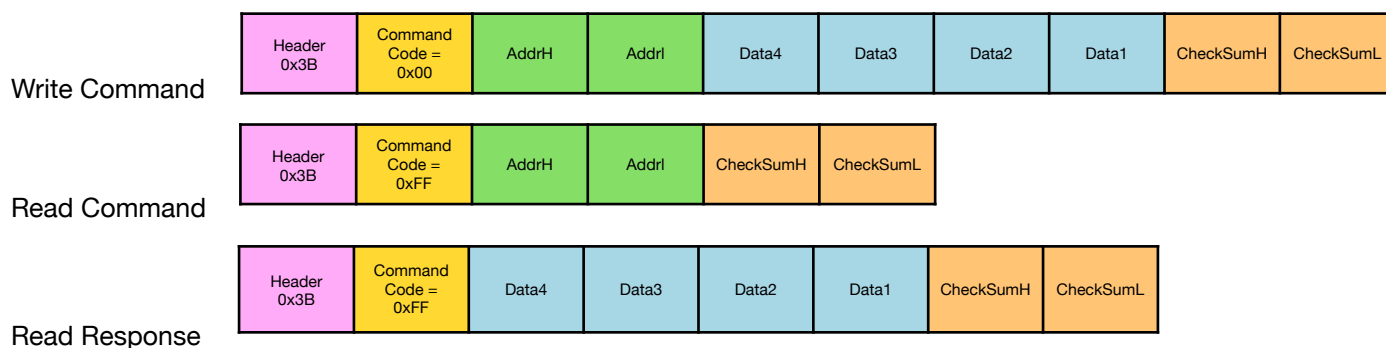 Header
0x3B
Command
Code =
0x00
AddrH
Addrl
Data4
Data3
Data2
Data1
CheckSumH
CheckSumL
Write Command
Header
0x3B
Command
Code =
0xFF
AddrH
Addrl
CheckSumH
CheckSumL
Read Command
Header
0x3B
Command
Code =
0xFF
Data4
Data3
Data2
Data1
CheckSumH
CheckSumL
Read Response